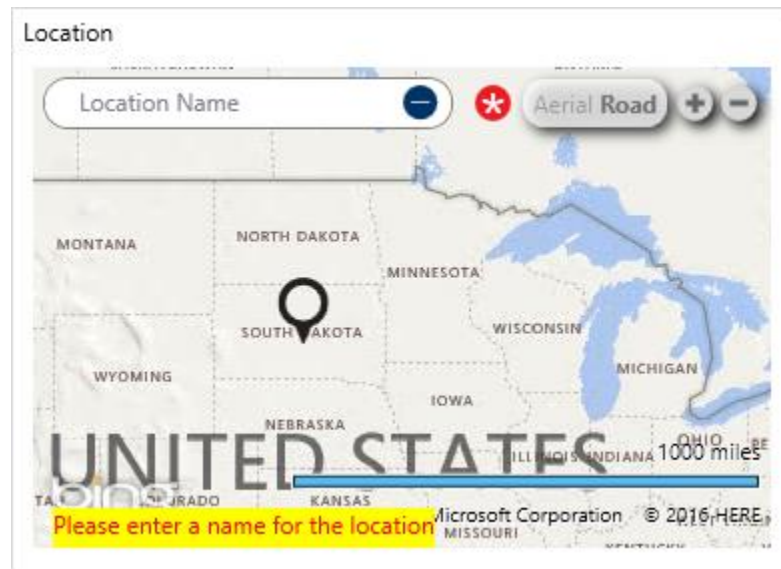 Location
Location Name
Aerial Road
MONTANA
NORTH DAKOTA
MINNESOTA
SOUTH DAKOTA
WISCONSIN
WYOMING
MICHIGAN
IOWA
NEBRASKA
UNITED STATES
ILLINOIS INDIANA OHIO
1000 miles
bing
KANSAS
Microsoft Corporation © 2016 HERE
Please enter a name for the location
MISSOURI